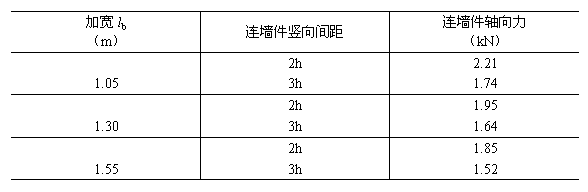 加宽 lb 连墙件竖向间距 连墙件轴向力
（m） （kN）
2h 2.21
1.05 3h 1.74
2h 1.95
1.30 3h 1.64
2h 1.85
1.55 3h 1.52